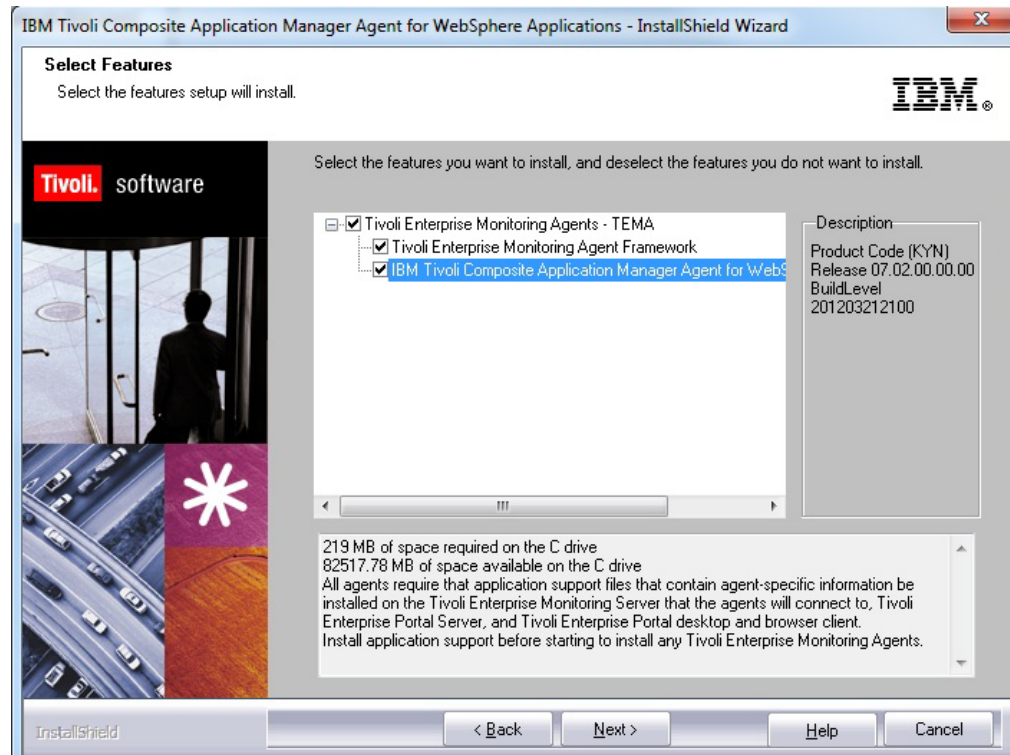 IBM Tivoli Composite Application Manager Agent for WebSphere Applications - InstallShield Wizard
Select Features
Select the features setup will install.
IBM®
Tivoli. software
Select the features you want to install, and deselect the features you do not want to install.
Tivoli Enterprise Monitoring Agents - TEMA
Tivoli Enterprise Monitoring Agent Framework
IBM Tivoli Composite Application Manager Agent for WebS
Description
Product Code (KYN)
Release 07.02.00.00.00
BuildLevel
201203212100
219 MB of space required on the C drive
82517.78 MB of space available on the C drive
All agents require that application support files that contain agent-specific information be
installed on the Tivoli Enterprise Monitoring Server that the agents will connect to, Tivoli
Enterprise Portal Server, and Tivoli Enterprise Portal desktop and browser client.
Install application support before starting to install any Tivoli Enterprise Monitoring Agents.
InstallShield
< Back
Next >
Help
Cancel